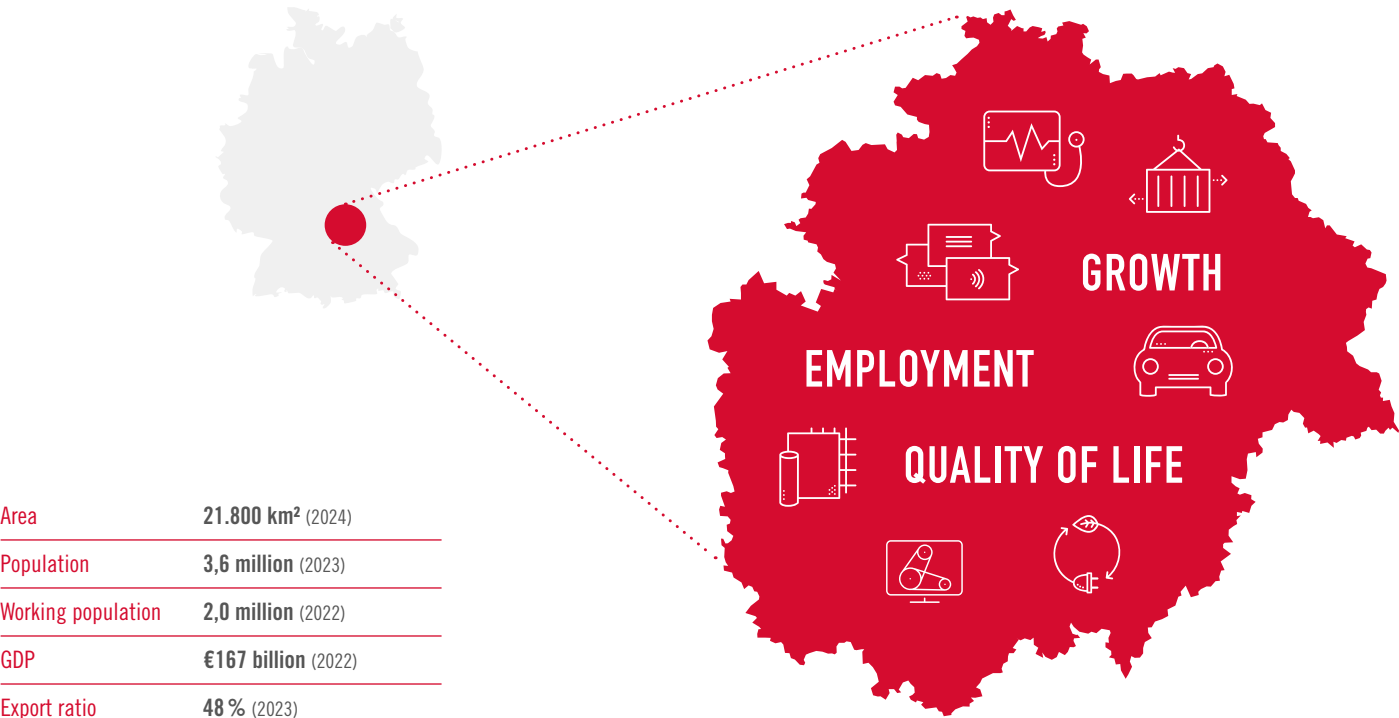 GROWTH
EMPLOYMENT
QUALITY OF LIFE
Area 21.800 km² (2024)
Population 3,6 million (2023)
Working population 2,0 million (2022)
GDP €167 billion (2022)
Export ratio 48 % (2023)